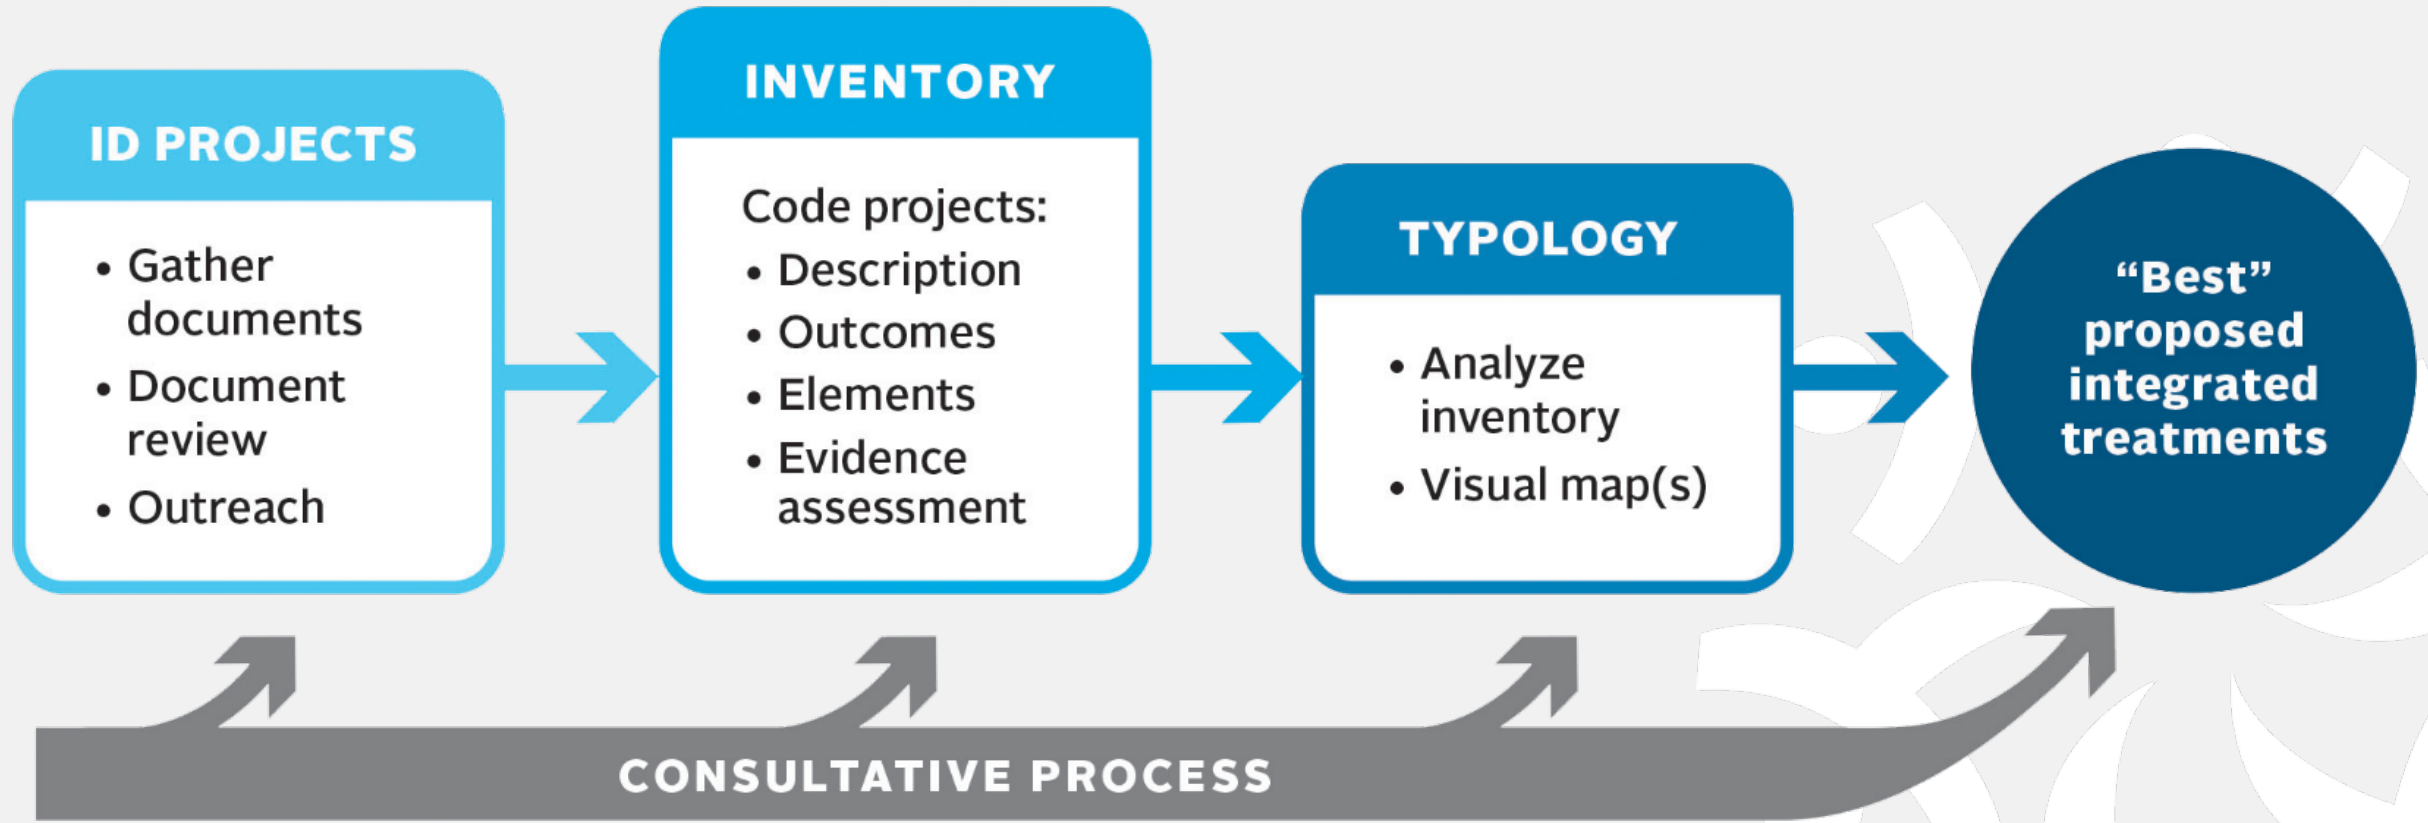 ID PROJECTS
• Gather
documents
• Document
review
• Outreach
INVENTORY
Code projects:
• Description
• Outcomes
• Elements
• Evidence
assessment
TYPOLOGY
• Analyze
inventory
• Visual map(s)
“Best”
proposed
integrated
treatments
CONSULTATIVE PROCESS